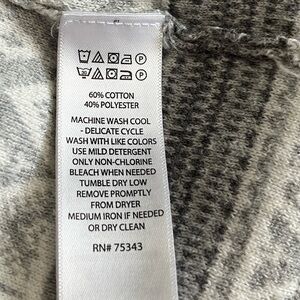 60% COTTON
40% POLYESTER
MACHINE WASH COOL
- DELICATE CYCLE
WASH WITH LIKE COLORS
USE MILD DETERGENT
ONLY NON-CHLORINE
BLEACH WHEN NEEDED
TUMBLE DRY LOW
REMOVE PROMPTLY
FROM DRYER
MEDIUM IRON IF NEEDED
OR DRY CLEAN
RN# 75343